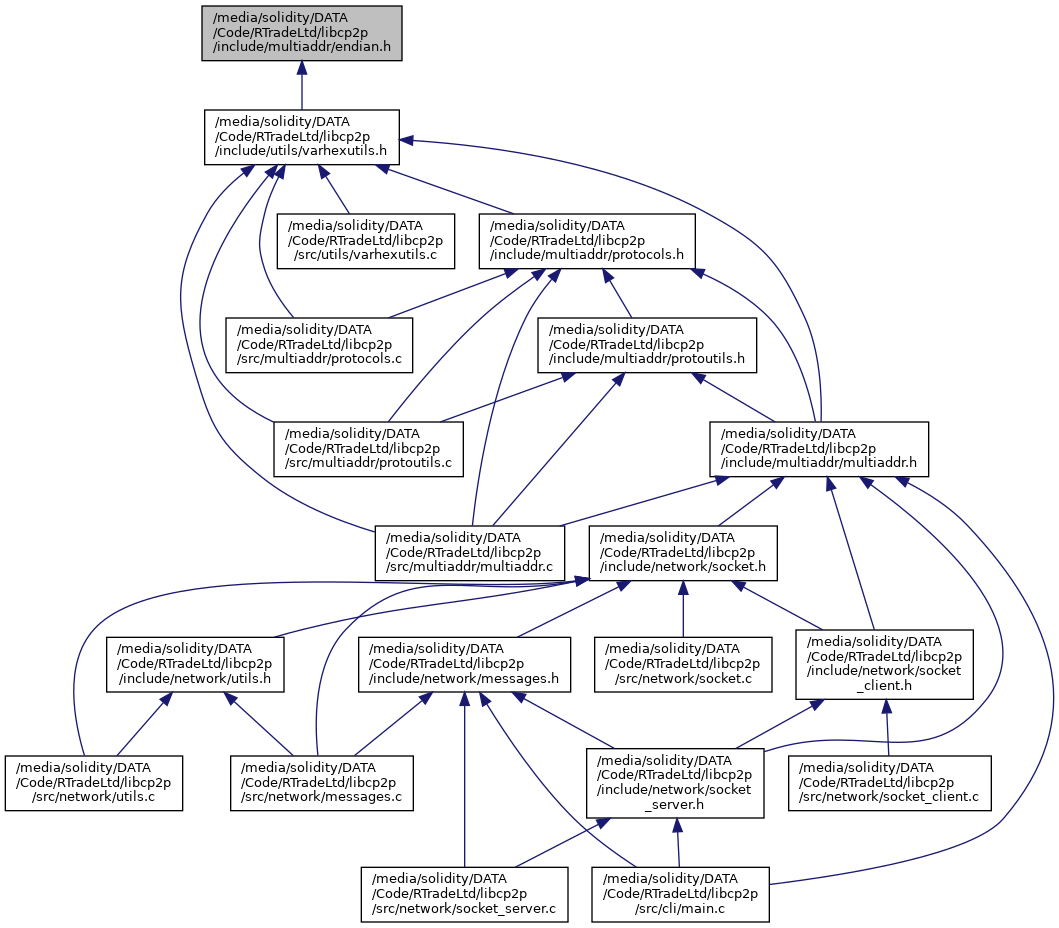 /media/solidity/DATA
/Code/RTradeLtd/libcp2p
/include/multiaddr/endian.h
/media/solidity/DATA
/Code/RTradeLtd/libcp2p
/include/utils/varhexutils.h
/media/solidity/DATA
/Code/RTradeLtd/libcp2p
/src/utils/varhexutils.c
/media/solidity/DATA
/Code/RTradeLtd/libcp2p
/include/multiaddr/protocols.h
/media/solidity/DATA
/Code/RTradeLtd/libcp2p
/src/multiaddr/protocols.c
/media/solidity/DATA
/Code/RTradeLtd/libcp2p
/include/multiaddr/protoutils.h
/media/solidity/DATA
/Code/RTradeLtd/libcp2p
/src/multiaddr/protoutils.c
/media/solidity/DATA
/Code/RTradeLtd/libcp2p
/include/multiaddr/multiaddr.h
/media/solidity/DATA
/Code/RTradeLtd/libcp2p
/src/multiaddr/multiaddr.c
/media/solidity/DATA
/Code/RTradeLtd/libcp2p
/include/network/socket.h
/media/solidity/DATA
/Code/RTradeLtd/libcp2p
/include/network/utils.h
/media/solidity/DATA
/Code/RTradeLtd/libcp2p
/include/network/messages.h
/media/solidity/DATA
/Code/RTradeLtd/libcp2p
/src/network/socket.c
/media/solidity/DATA
/Code/RTradeLtd/libcp2p
/include/network/socket
_client.h
/media/solidity/DATA
/Code/RTradeLtd/libcp2p
/src/network/utils.c
/media/solidity/DATA
/Code/RTradeLtd/libcp2p
/src/network/messages.c
/media/solidity/DATA
/Code/RTradeLtd/libcp2p
/include/network/socket
_server.h
/media/solidity/DATA
/Code/RTradeLtd/libcp2p
/src/network/socket_client.c
/media/solidity/DATA
/Code/RTradeLtd/libcp2p
/src/network/socket_server.c
/media/solidity/DATA
/Code/RTradeLtd/libcp2p
/src/cli/main.c